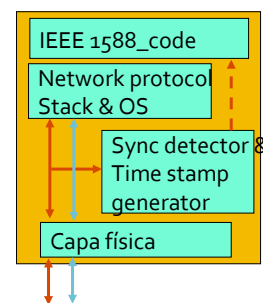 IEEE 1588_code
Network protocol
Stack & OS
Sync detector &
Time stamp
generator
Capa física